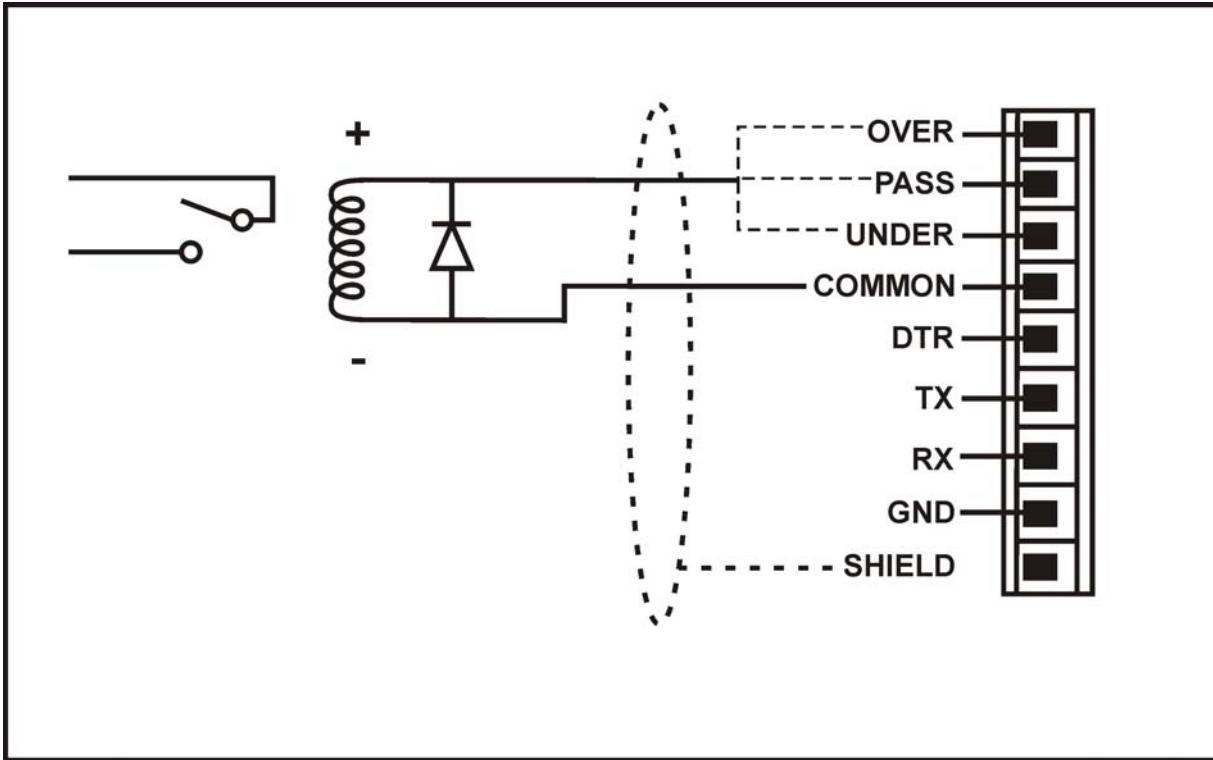 +
-
OVER
PASS
UNDER
COMMON
DTR
TX
RX
GND
SHIELD